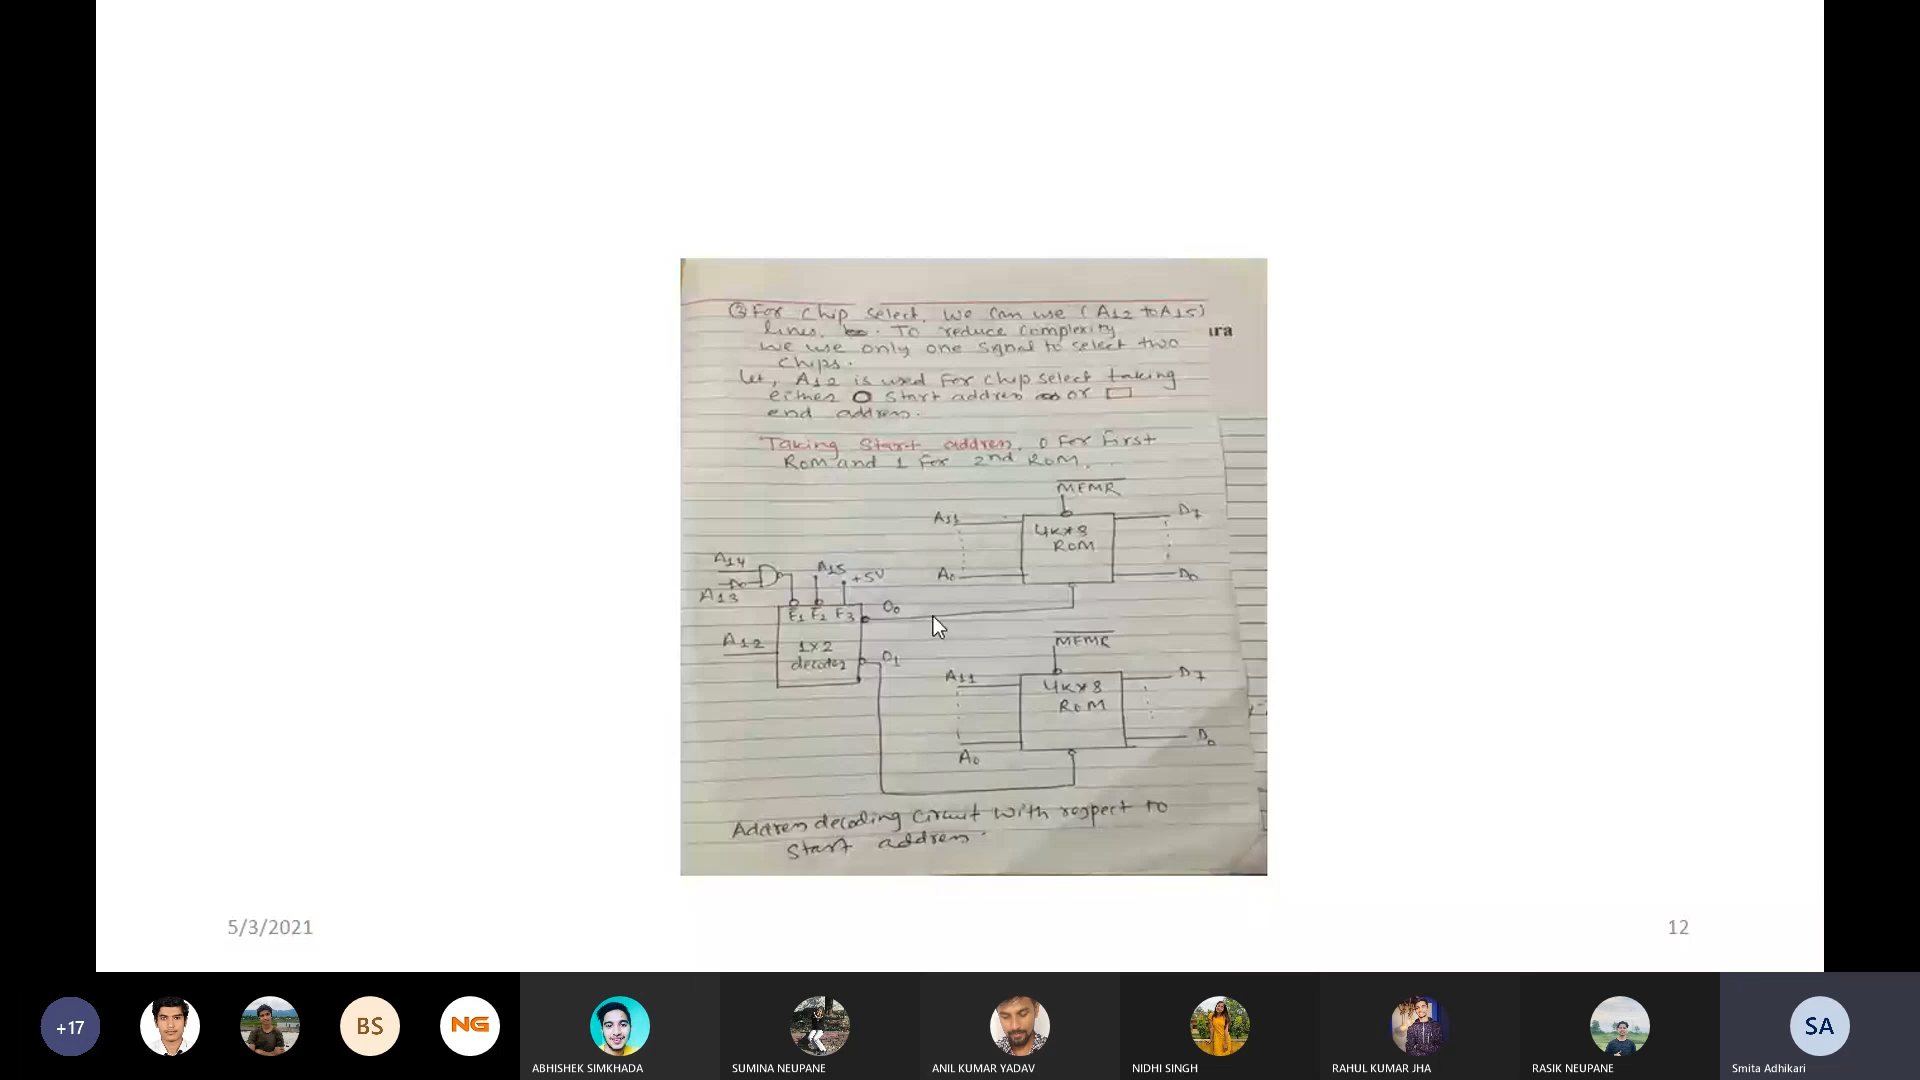 ③ For chip select, we can use (A12 to A15)
lines. To reduce complexity
ara
we use only one signal to select two
chips.
Let, A12 is used for chip select taking
either 0 start address or
end address.
Taking start address, 0 for first
ROM and 1 for 2nd ROM.
MEMR
A11
4K*8
ROM
D7
A0
D0
A14
A13
A15
+5V
E1 E2 E3
O0
A12
1x2
decoder
O1
MEMR
A11
4K*8
ROM
D7
A0
D0
Address decoding circuit with respect to
start address.
5/3/2021
12
+17
BS
NG
ABHISHEK SIMKHADA
SUMINA NEUPANE
ANIL KUMAR YADAV
NIDHI SINGH
RAHUL KUMAR JHA
RASIK NEUPANE
SA
Smita Adhikari